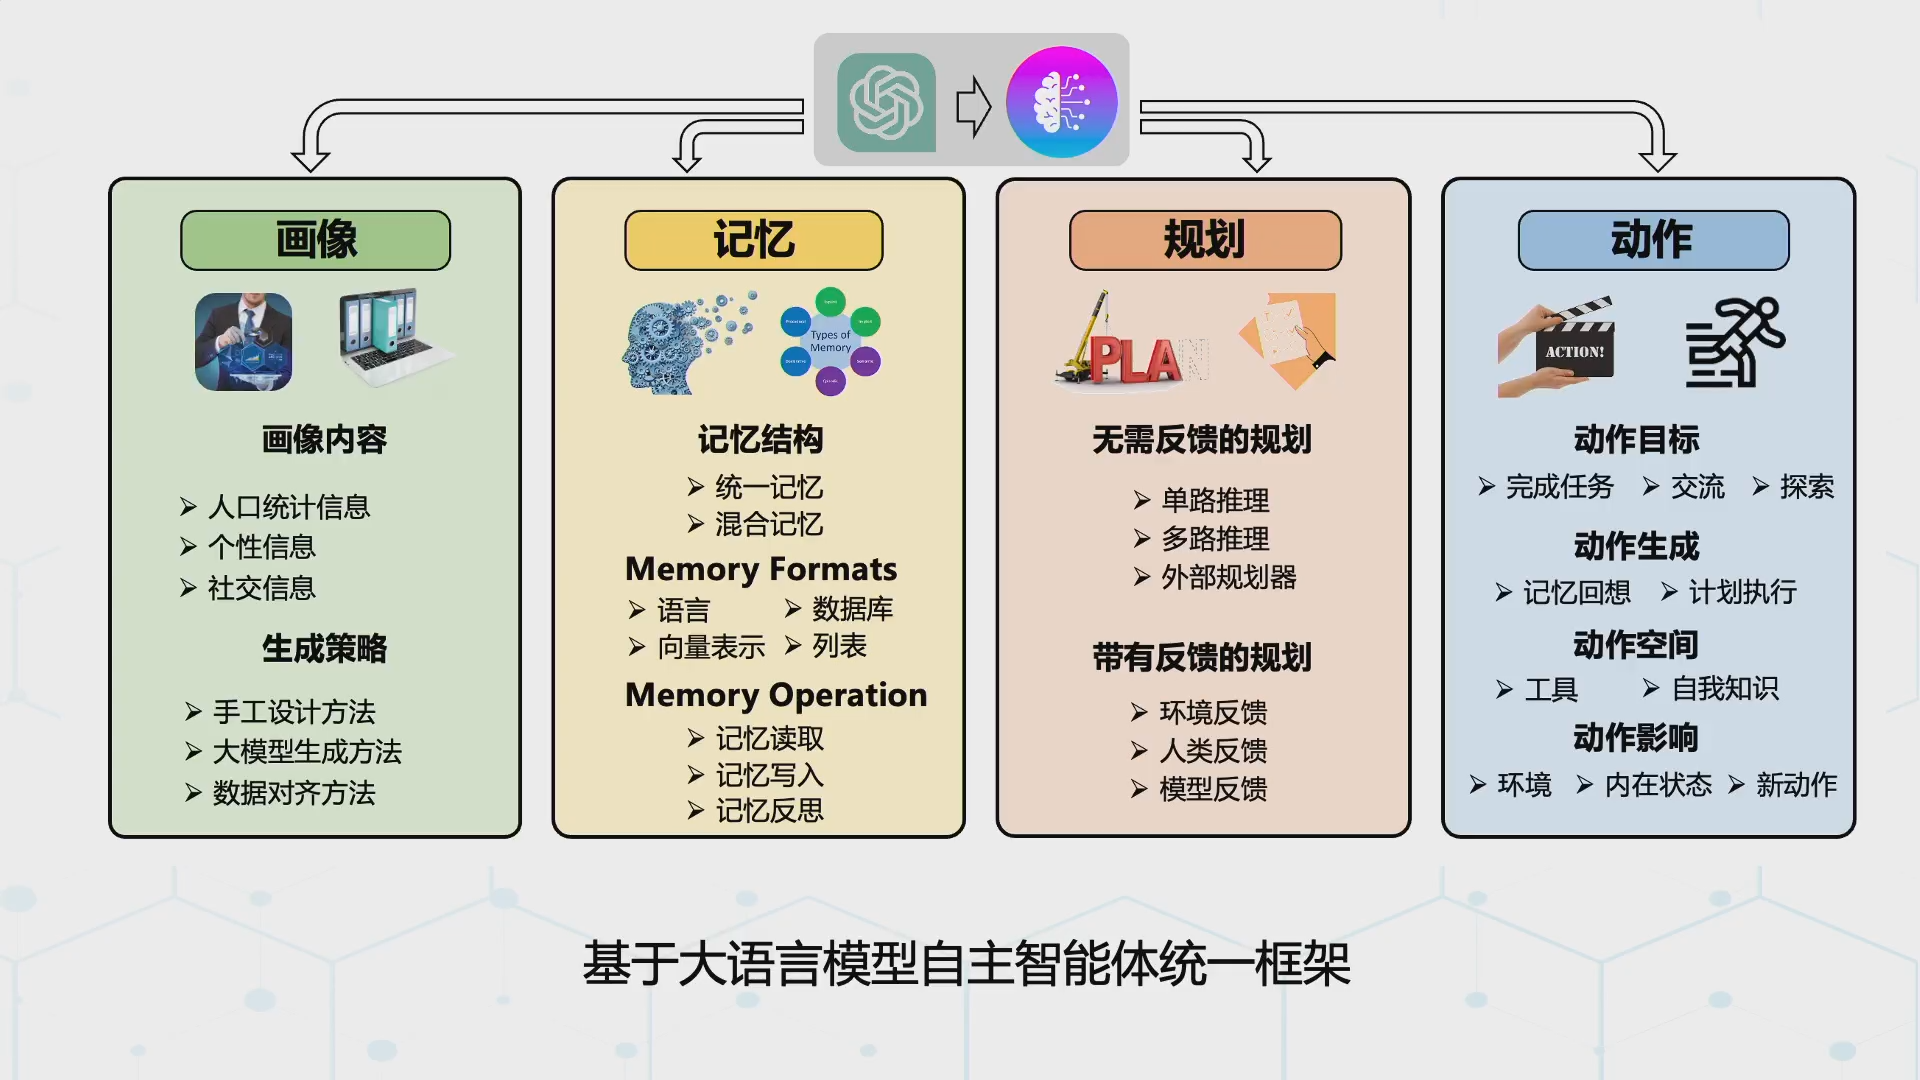 画像
画像内容
➢ 人口统计信息
➢ 个性信息
➢ 社交信息
生成策略
➢ 手工设计方法
➢ 大模型生成方法
➢ 数据对齐方法
记忆
Types of
Memory
记忆结构
➢ 统一记忆
➢ 混合记忆
Memory Formats
➢ 语言 ➢ 数据库
➢ 向量表示 ➢ 列表
Memory Operation
➢ 记忆读取
➢ 记忆写入
➢ 记忆反思
规划
PLAN
无需反馈的规划
➢ 单路推理
➢ 多路推理
➢ 外部规划器
带有反馈的规划
➢ 环境反馈
➢ 人类反馈
➢ 模型反馈
动作
ACTION!
动作目标
➢ 完成任务 ➢ 交流 ➢ 探索
动作生成
➢ 记忆回想 ➢ 计划执行
动作空间
➢ 工具 ➢ 自我知识
动作影响
➢ 环境 ➢ 内在状态 ➢ 新动作
基于大语言模型自主智能体统一框架